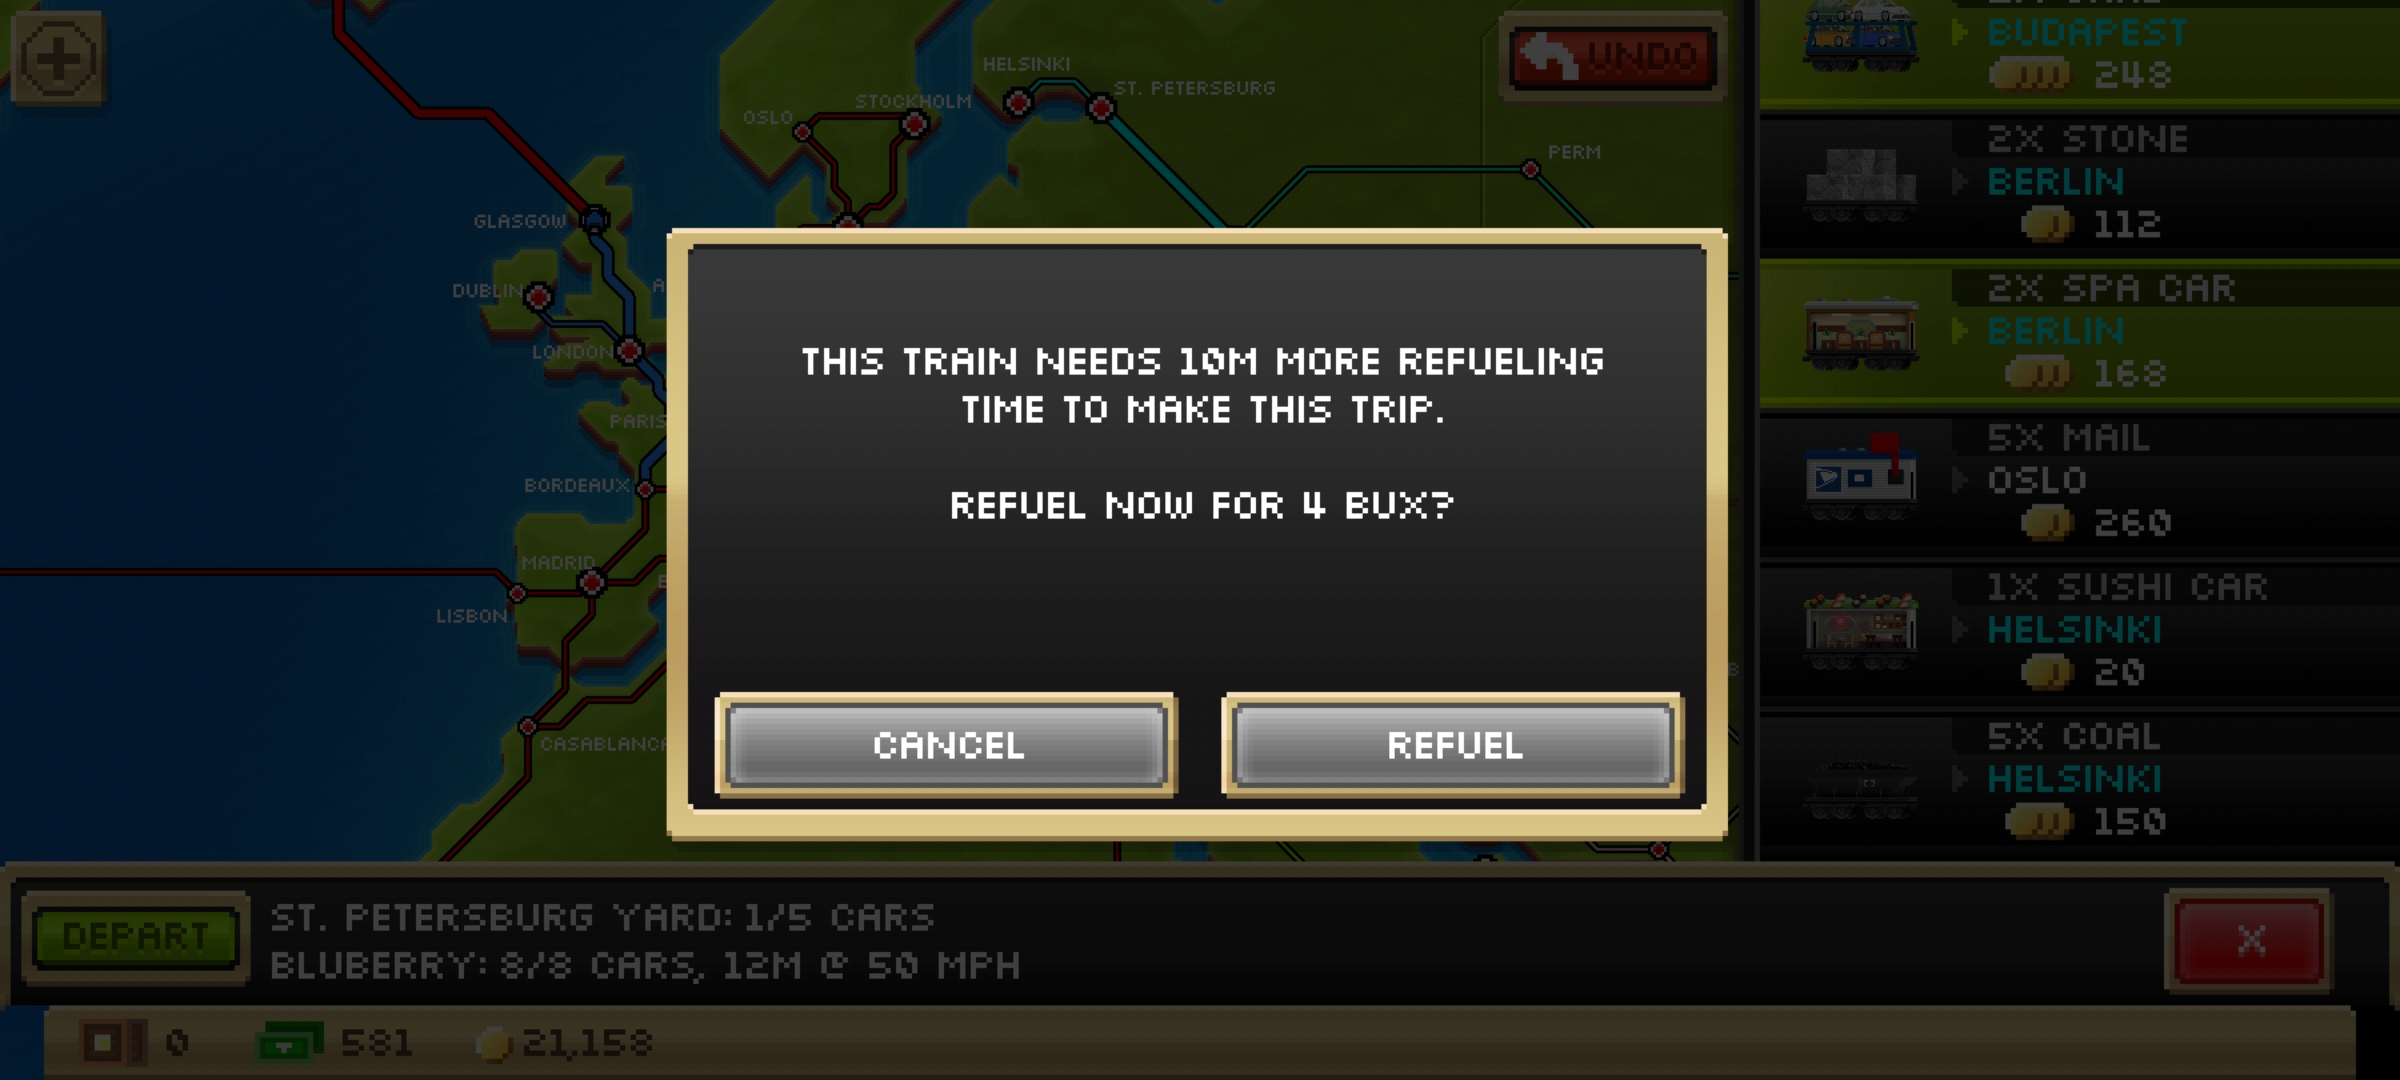 UNDO
BUDAPEST
248
2X STONE
BERLIN
112
2X SPA CAR
BERLIN
168
5X MAIL
OSLO
260
1X SUSHI CAR
HELSINKI
20
5X COAL
HELSINKI
150
HELSINKI
ST. PETERSBURG
STOCKHOLM
OSLO
PERM
GLASGOW
DUBLIN
LONDON
PARIS
BORDEAUX
MADRID
LISBON
CASABLANCA
THIS TRAIN NEEDS 10M MORE REFUELING
TIME TO MAKE THIS TRIP.
REFUEL NOW FOR 4 BUX?
CANCEL
REFUEL
DEPART
ST. PETERSBURG YARD: 1/5 CARS
BLUBERRY: 8/8 CARS, 12M @ 50 MPH
X
0
581
21,158